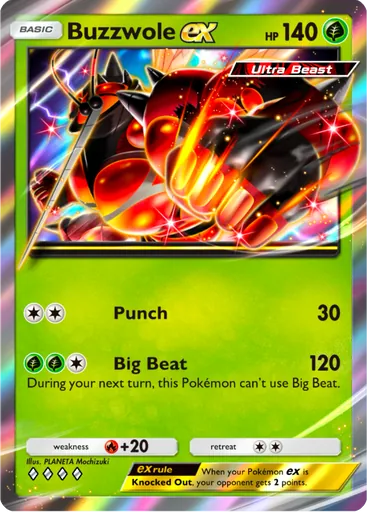 BASIC Buzzwole ex HP 140
Ultra Beast
Punch 30
Big Beat 120
During your next turn, this Pokémon can't use Big Beat.
weakness +20 retreat
Illus. PLANETA Mochizuki
ex rule When your Pokémon ex is
Knocked Out, your opponent gets 2 points.